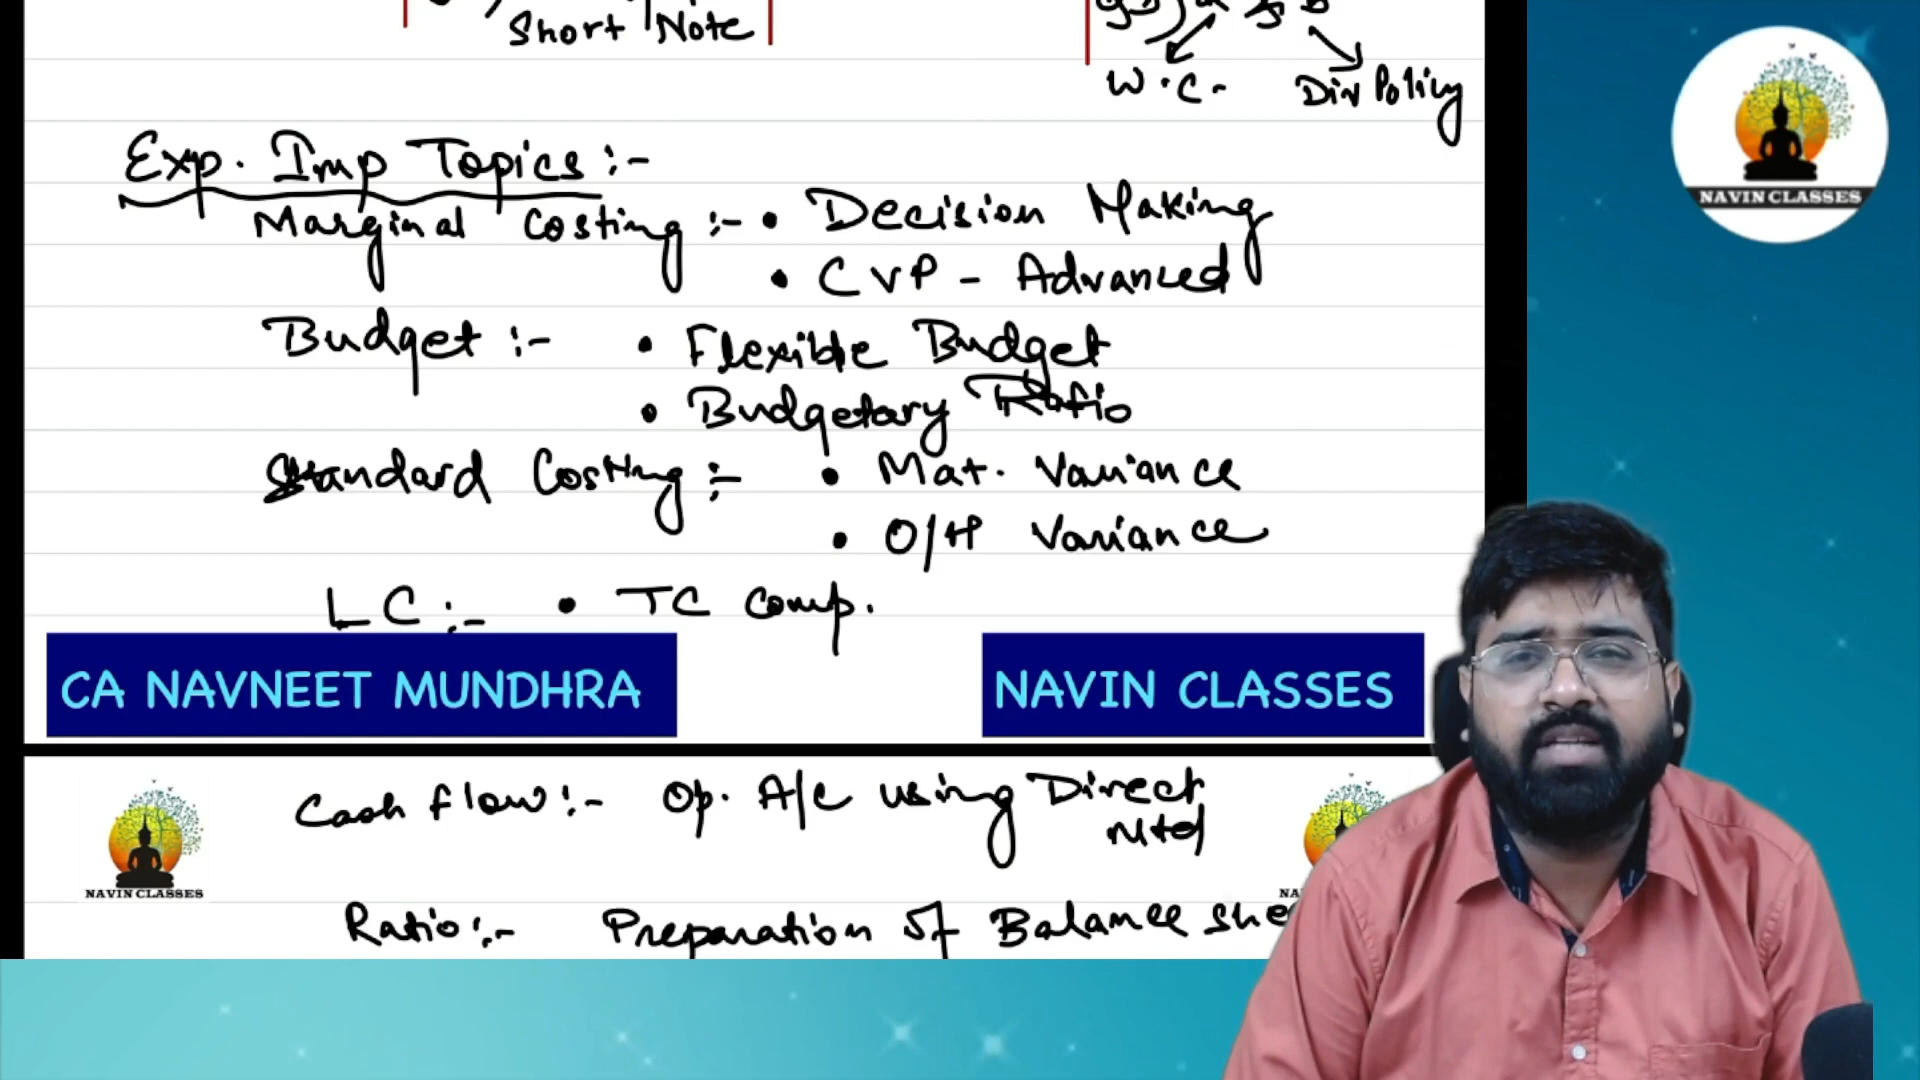 Short Note
W.C. Div Policy
Exp. Imp Topics :-
Marginal Costing :- • Decision Making
• CVP - Advanced
Budget :- • Flexible Budget
• Budgetary Ratio
Standard Costing :- • Mat. Variance
• O/H Variance
LC :- • TC Comp.
CA NAVNEET MUNDHRA
NAVIN CLASSES
Cash flow :- Op. A/C using Direct
Mtd
Ratio :- Preparation of Balance She
NAVIN CLASSES
NAVIN CLASSES
NA